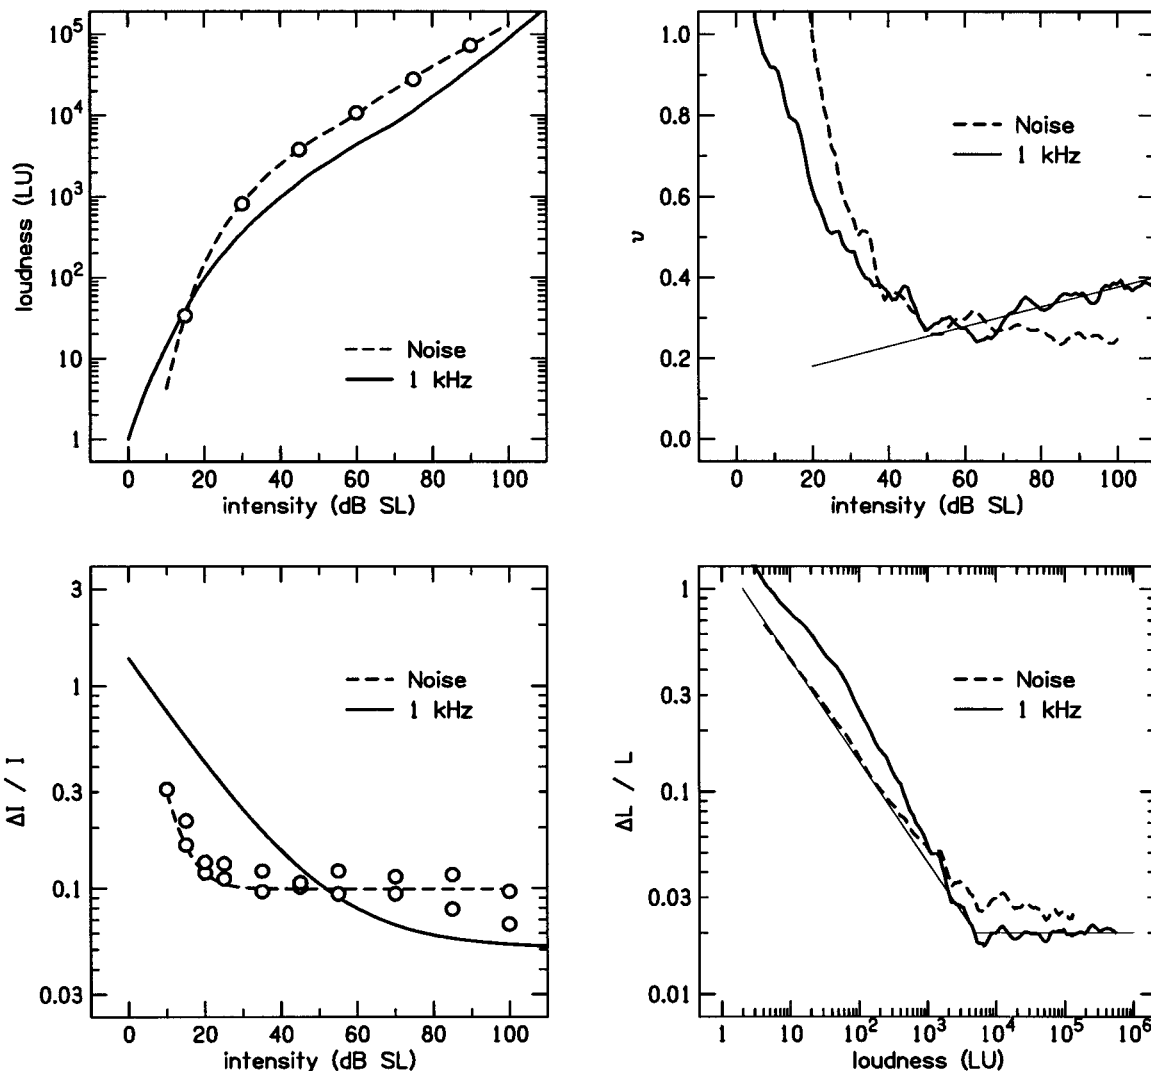 10⁵
10⁴
10³
10²
10
1
loudness (LU)
Noise
1 kHz
0 20 40 60 80 100
intensity (dB SL)
1.0
0.8
0.6
0.4
0.2
0.0
ν
Noise
1 kHz
0 20 40 60 80 100
intensity (dB SL)
3
1
0.3
0.1
0.03
ΔI / I
Noise
1 kHz
0 20 40 60 80 100
intensity (dB SL)
1
0.3
0.1
0.03
0.01
ΔL / L
Noise
1 kHz
1 10 10² 10³ 10⁴ 10⁵ 10⁶
loudness (LU)